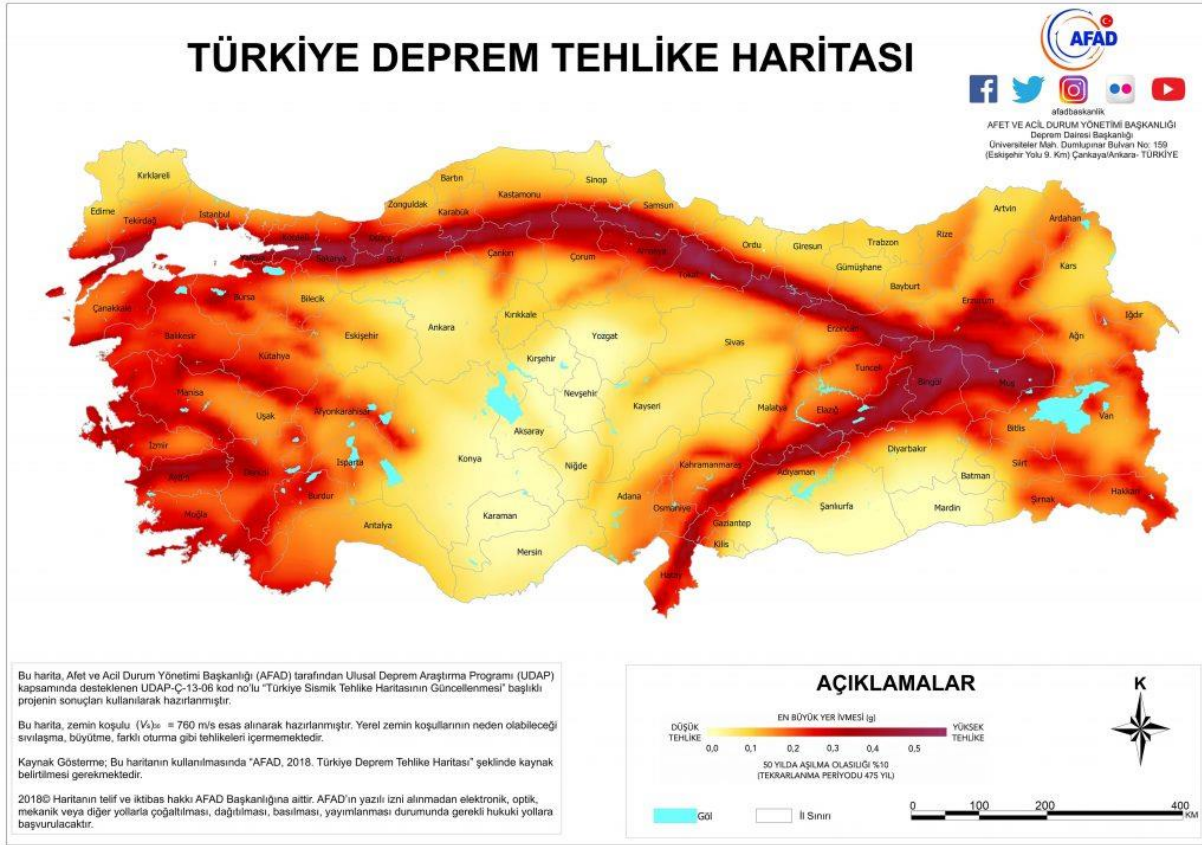 TÜRKİYE DEPREM TEHLİKE HARİTASI
AFAD
afadbaskanlik
AFET VE ACİL DURUM YÖNETİMİ BAŞKANLIĞI
Deprem Dairesi Başkanlığı
Üniversiteler Mah. Dumlupınar Bulvarı No: 159
(Eskişehir Yolu 9. Km) Çankaya/Ankara- TÜRKİYE
Kırklareli
Edirne
Tekirdağ
İstanbul
Kocaeli
Yalova
Sakarya
Düzce
Bolu
Zonguldak
Bartın
Karabük
Kastamonu
Sinop
Samsun
Çankırı
Çorum
Amasya
Tokat
Ordu
Giresun
Trabzon
Rize
Artvin
Ardahan
Kars
Gümüşhane
Bayburt
Erzurum
Iğdır
Ağrı
Çanakkale
Balıkesir
Bursa
Bilecik
Eskişehir
Ankara
Kırıkkale
Yozgat
Sivas
Erzincan
Tunceli
Bingöl
Muş
Kütahya
Manisa
Uşak
Afyonkarahisar
Kırşehir
Nevşehir
Kayseri
Malatya
Elazığ
Van
Bitlis
İzmir
Aydın
Denizli
Isparta
Burdur
Muğla
Antalya
Konya
Aksaray
Niğde
Karaman
Mersin
Adana
Osmaniye
Kahramanmaraş
Adıyaman
Diyarbakır
Batman
Siirt
Şırnak
Hakkari
Gaziantep
Kilis
Hatay
Şanlıurfa
Mardin
Bu harita, Afet ve Acil Durum Yönetimi Başkanlığı (AFAD) tarafından Ulusal Deprem Araştırma Programı (UDAP)
kapsamında desteklenen UDAP-Ç-13-06 kod no'lu "Türkiye Sismik Tehlike Haritasının Güncellenmesi" başlıklı
projenin sonuçları kullanılarak hazırlanmıştır.
Bu harita, zemin koşulu (Vs)30 = 760 m/s esas alınarak hazırlanmıştır. Yerel zemin koşullarının neden olabileceği
sıvılaşma, büyütme, farklı oturma gibi tehlikeleri içermemektedir.
Kaynak Gösterme; Bu haritanın kullanılmasında "AFAD, 2018. Türkiye Deprem Tehlike Haritası" şeklinde kaynak
belirtilmesi gerekmektedir.
2018© Haritanın telif ve iktibas hakkı AFAD Başkanlığına aittir. AFAD'ın yazılı izni alınmadan elektronik, optik,
mekanik veya diğer yollarla çoğaltılması, dağıtılması, basılması, yayımlanması durumunda gerekli hukuki yollara
başvurulacaktır.
AÇIKLAMALAR
EN BÜYÜK YER İVMESİ (g)
DÜŞÜK TEHLİKE
YÜKSEK TEHLİKE
0,0 0,1 0,2 0,3 0,4 0,5
50 YILDA AŞILMA OLASILIĞI %10
(TEKRARLANMA PERİYODU 475 YIL)
Göl
İl Sınırı
K
0 100 200 400
KM